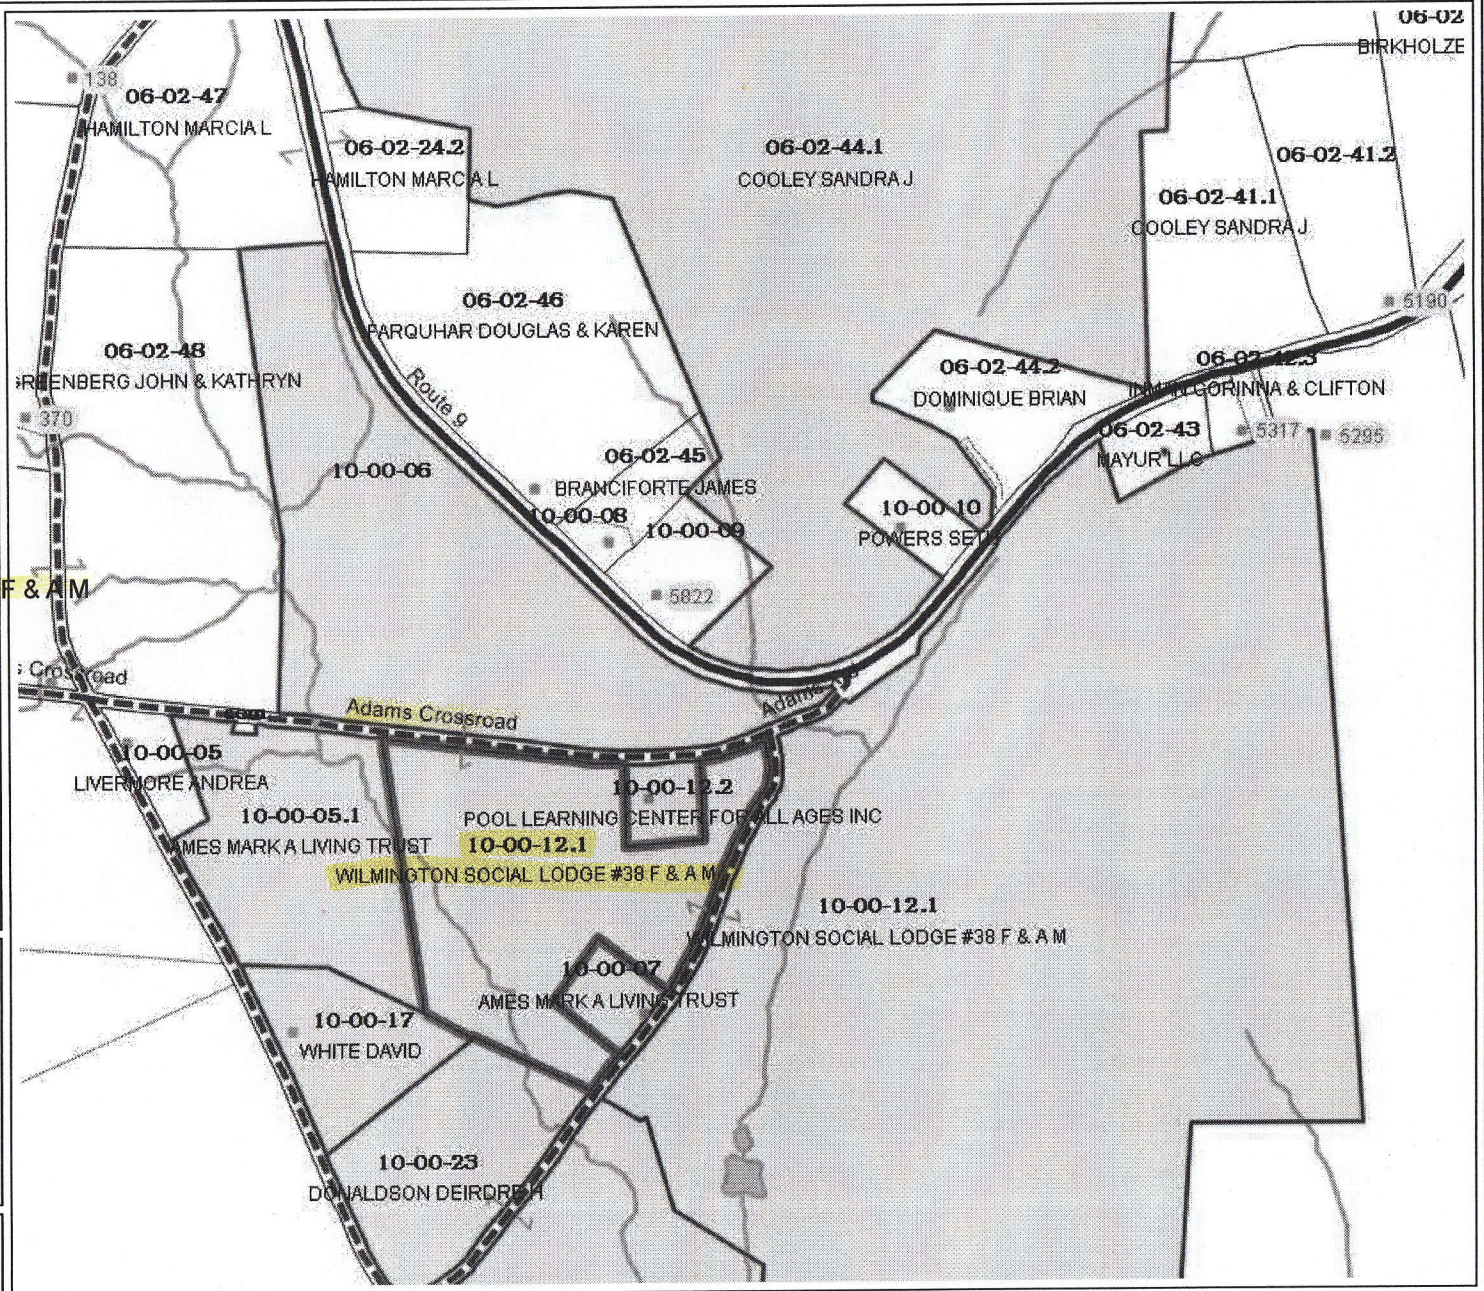 06-02
BIRKHOLZE
138
06-02-47
HAMILTON MARCIA L
06-02-24.2
HAMILTON MARCIA L
06-02-44.1
COOLEY SANDRA J
06-02-41.2
06-02-41.1
COOLEY SANDRA J
06-02-46
FARQUHAR DOUGLAS & KAREN
5190
06-02-48
GREENBERG JOHN & KATHRYN
06-02-44.2
DOMINIQUE BRIAN
06-02-42.3
INMAN CORINNA & CLIFTON
Route 9
370
06-02-43
MAYUR LLC
5317
5295
10-00-06
06-02-45
BRANCIFORTE JAMES
10-00-08
10-00-09
10-00-10
POWERS SETH
F & A M
5822
s Crossroad
Adams Crossroad
Adams
10-00-05
LIVERMORE ANDREA
10-00-12.2
POOL LEARNING CENTER FOR ALL AGES INC
10-00-05.1
AMES MARK A LIVING TRUST
10-00-12.1
WILMINGTON SOCIAL LODGE #38 F & A M
10-00-12.1
WILMINGTON SOCIAL LODGE #38 F & A M
10-00-07
AMES MARK A LIVING TRUST
10-00-17
WHITE DAVID
10-00-23
DONALDSON DEIRDRE H